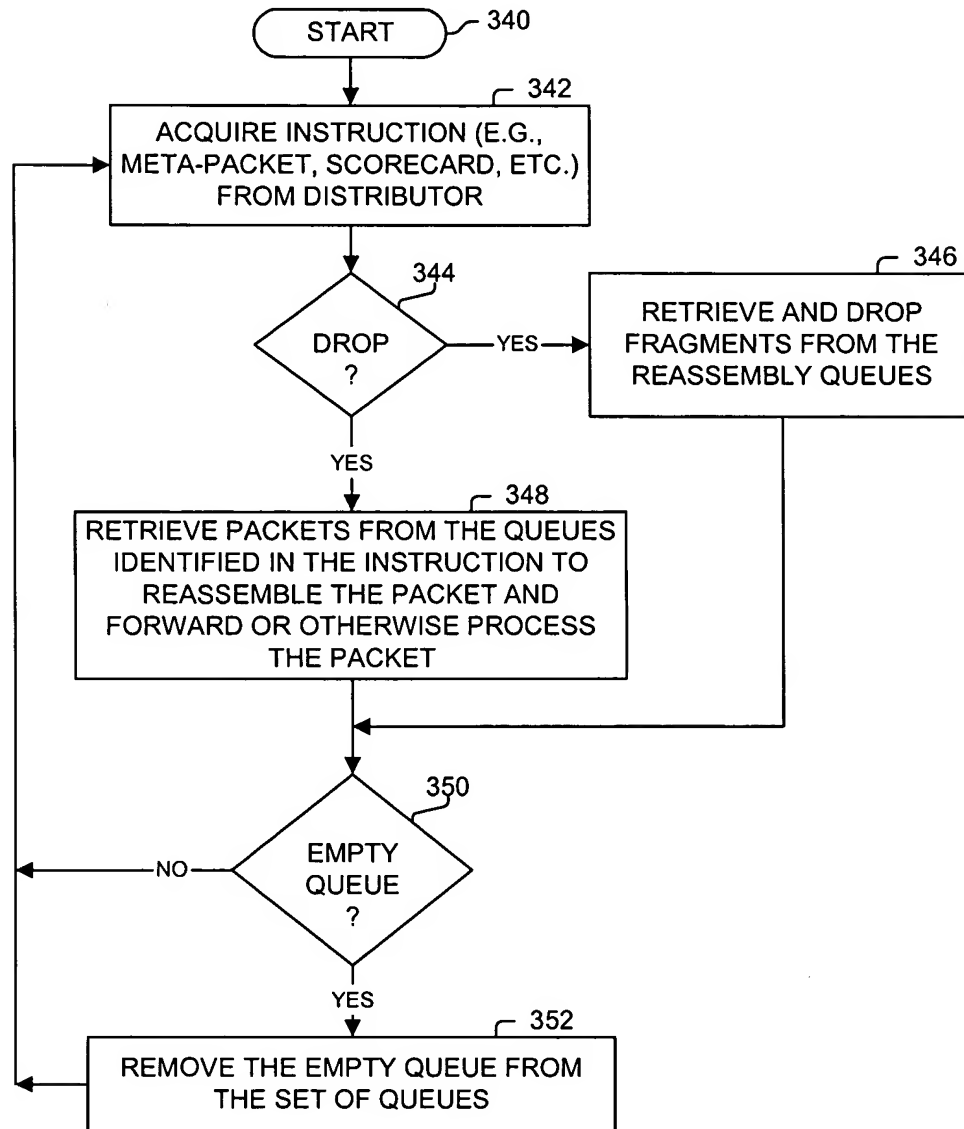 START
340
342
ACQUIRE INSTRUCTION (E.G.,
META-PACKET, SCORECARD, ETC.)
FROM DISTRIBUTOR
344
DROP
?
YES
346
RETRIEVE AND DROP
FRAGMENTS FROM THE
REASSEMBLY QUEUES
YES
348
RETRIEVE PACKETS FROM THE QUEUES
IDENTIFIED IN THE INSTRUCTION TO
REASSEMBLE THE PACKET AND
FORWARD OR OTHERWISE PROCESS
THE PACKET
350
EMPTY
QUEUE
?
NO
YES
352
REMOVE THE EMPTY QUEUE FROM
THE SET OF QUEUES